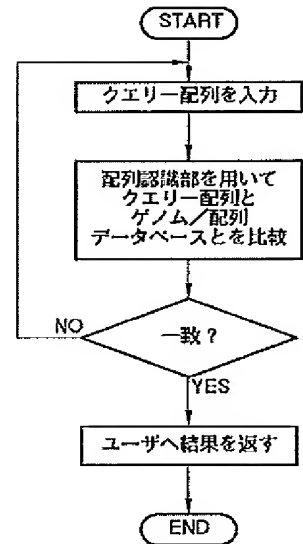 START
クエリー配列を入力
配列認識部を用いて
クエリー配列と
ゲノム／配列
データベースとを比較
一致？
NO
YES
ユーザへ結果を返す
END